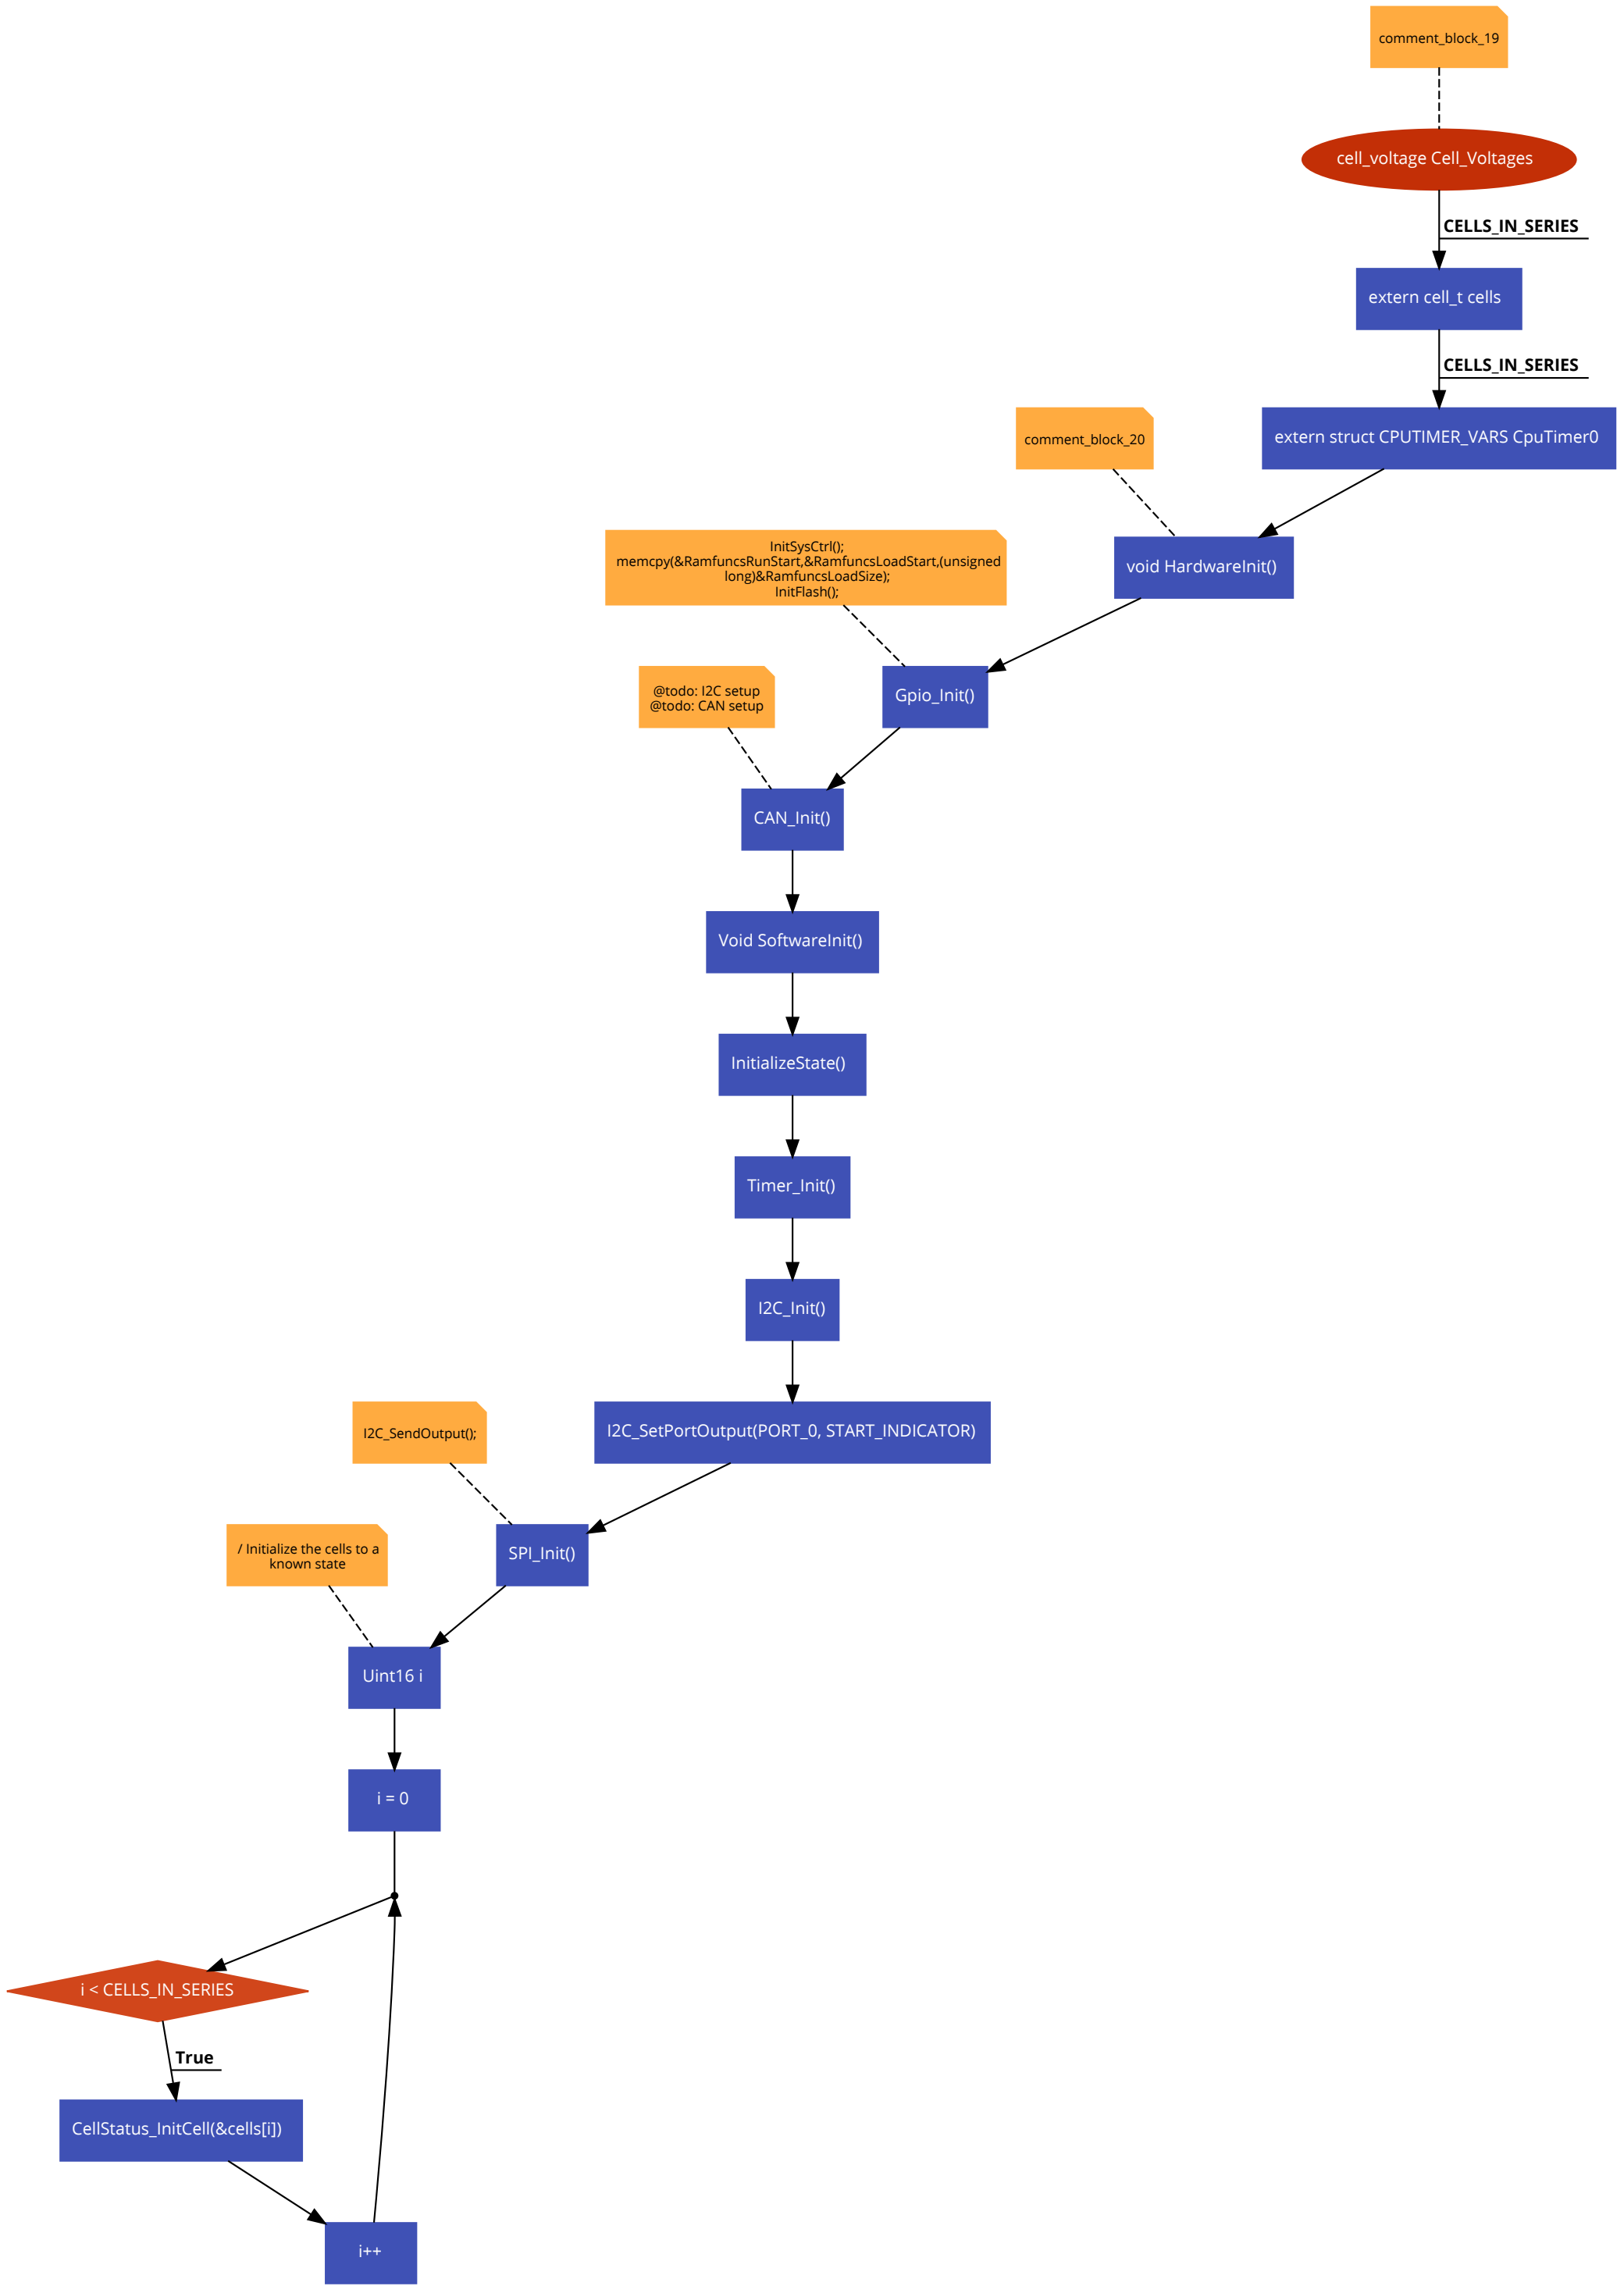 comment_block_19
cell_voltage Cell_Voltages
CELLS_IN_SERIES
extern cell_t cells
CELLS_IN_SERIES
comment_block_20
extern struct CPUTIMER_VARS CpuTimer0
InitSysCtrl();
memcpy(&RamfuncsRunStart,&RamfuncsLoadStart,(unsigned
long)&RamfuncsLoadSize);
InitFlash();
void HardwareInit()
@todo: I2C setup
@todo: CAN setup
Gpio_Init()
CAN_Init()
Void SoftwareInit()
InitializeState()
Timer_Init()
I2C_Init()
I2C_SendOutput();
I2C_SetPortOutput(PORT_0, START_INDICATOR)
/ Initialize the cells to a
known state
SPI_Init()
Uint16 i
i = 0
i < CELLS_IN_SERIES
True
CellStatus_InitCell(&cells[i])
i++